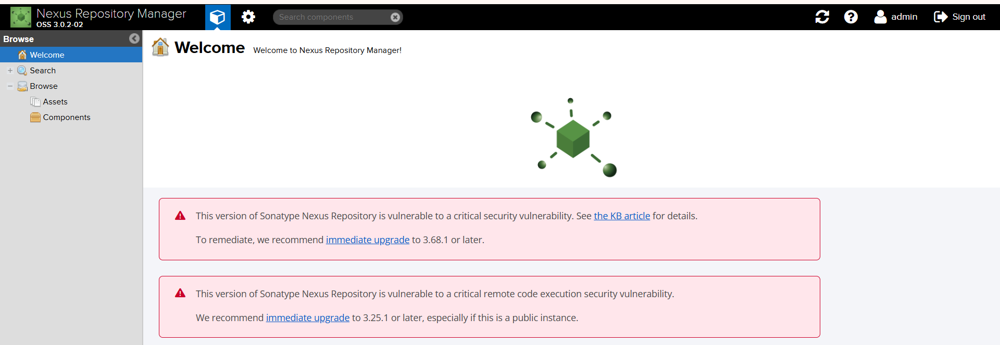 Nexus Repository Manager
OSS 3.0.2-02
Search components
admin
Sign out
Browse
Welcome
Search
Browse
Assets
Components
Welcome Welcome to Nexus Repository Manager!
This version of Sonatype Nexus Repository is vulnerable to a critical security vulnerability. See the KB article for details.
To remediate, we recommend immediate upgrade to 3.68.1 or later.
This version of Sonatype Nexus Repository is vulnerable to a critical remote code execution security vulnerability.
We recommend immediate upgrade to 3.25.1 or later, especially if this is a public instance.